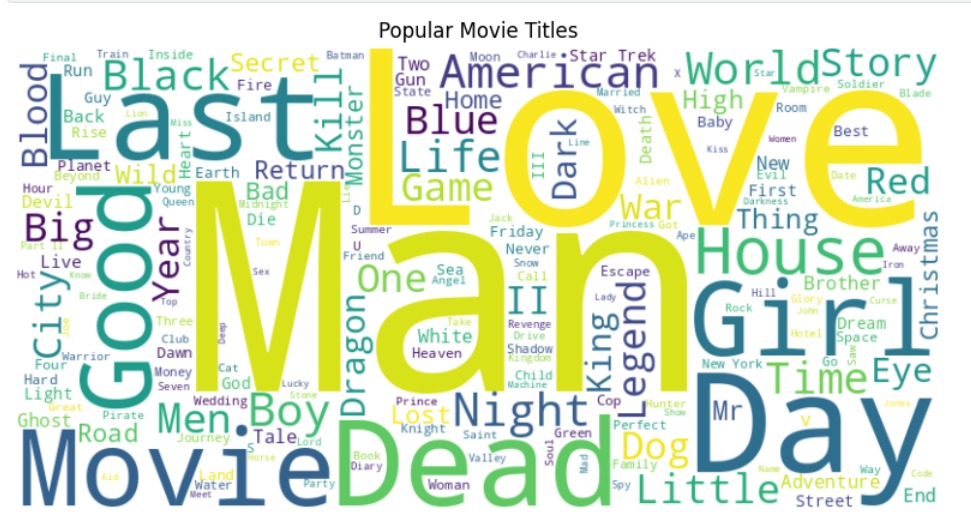 Popular Movie Titles
Final Train Inside Batman Two Moon Charlie Star Trek X World Story
Run Black Secret Gun American Star
Guy Fire State Married Vampire Soldier Blade
Blood Last Kill Home Love High Room
Back Lion Island Monster Blue Witch Baby Best
Rise Miss Heart Dark Line Death Women
Planet Earth Return Life III Kiss New
Beyond Wild Game Alien Evil Date Red
Hour Young Bad List First
Devil Queen Midnight War Darkness America
Good Man Die D Jack Princess Got Thing
Big Year Summer Friday Ape House Christmas
Part II Town U Never Away
Live Country Friend Snow Iron
Hot Know Sex One Sea Call Escape Brother
City Bride Angel Girl
Top II Lady Hill Glory Curse
Joe Three Deep Dragon Take Revenge King Legend Rock John
Club White Drive Hotel Dream
Warrior Dawn Heaven Shadow Space
Four Money Cat Kingdom New York Go Saw
Hard Seven God Lucky Child Time Eye
Light Stone Machine Day
Great Wedding Prince Cop Hunter Jones
Ghost Pirate Men Boy Lost Night Show Mr
Road Knight Perfect v
Movie Journey Tale Lord Dead Saint Green Dog
S Horse Book Valley Soul Mad Family Name Way
Kid Land Diary Adventure Code
Water Party Woman Spy Little Street End
Meet